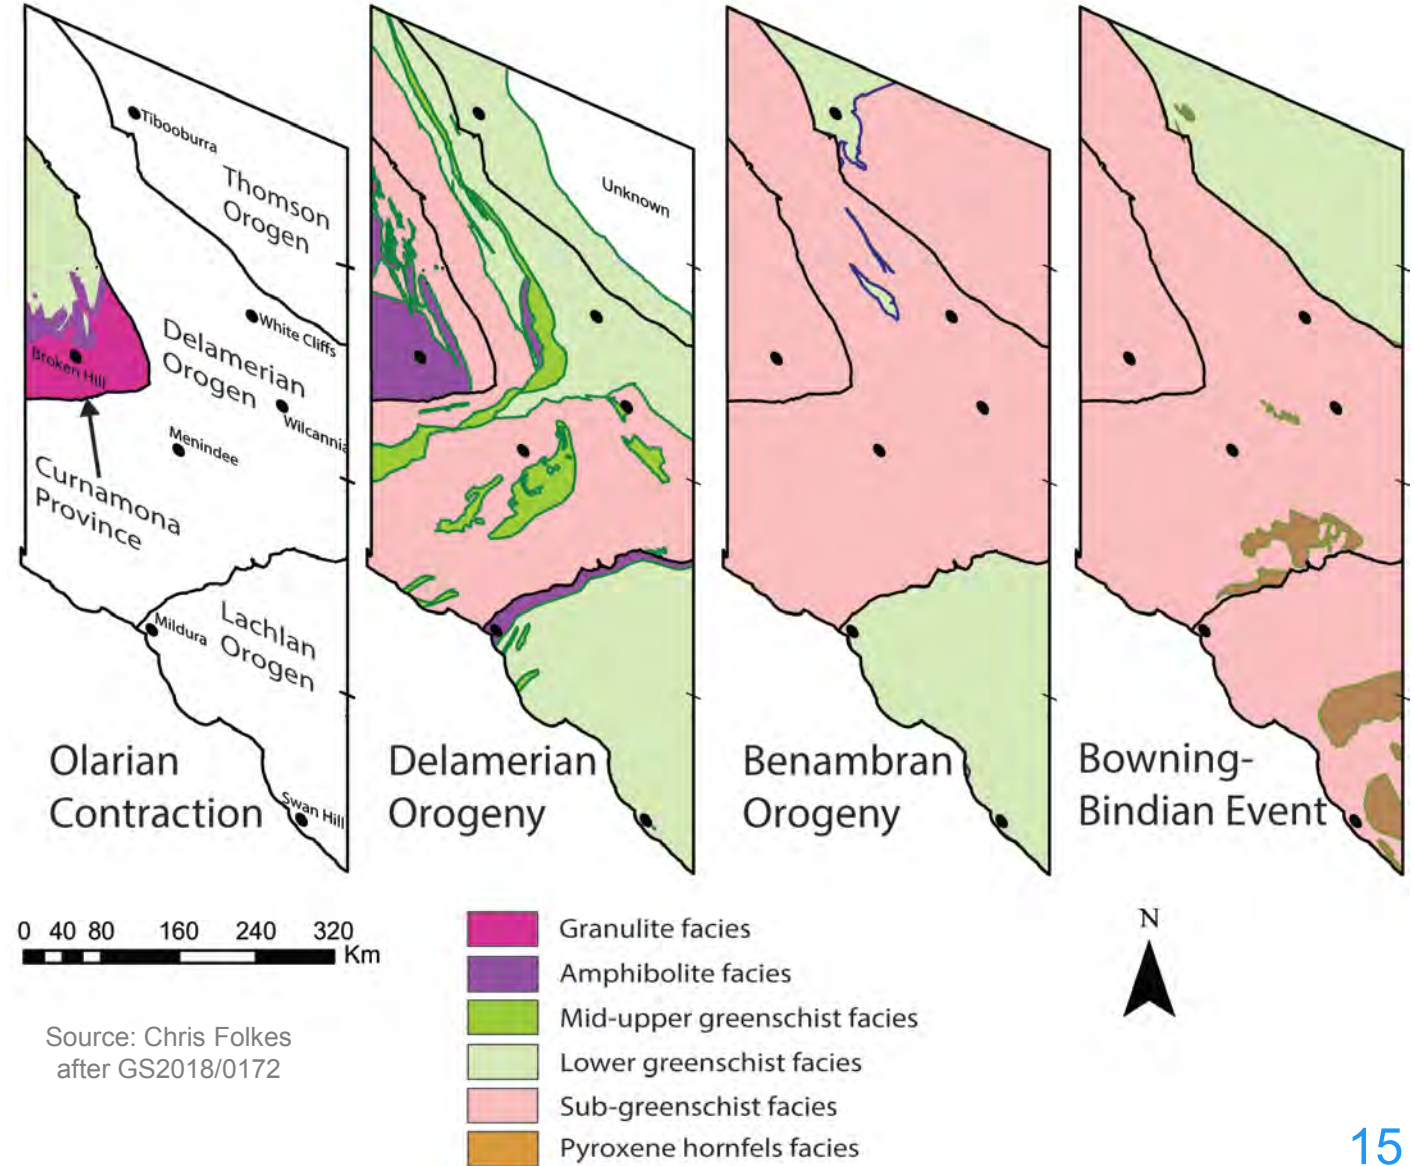 Tibooburra
Thomson
Orogen
Unknown
White Cliffs
Delamerian
Orogen
Broken Hill
Wilcannia
Menindee
Curnamona
Province
Lachlan
Orogen
Mildura
Swan Hill
Olarian
Contraction
Delamerian
Orogeny
Benambran
Orogeny
Bowning-
Bindian Event
0 40 80 160 240 320
Km
Source: Chris Folkes
after GS2018/0172
Granulite facies
Amphibolite facies
Mid-upper greenschist facies
Lower greenschist facies
Sub-greenschist facies
Pyroxene hornfels facies
N
15